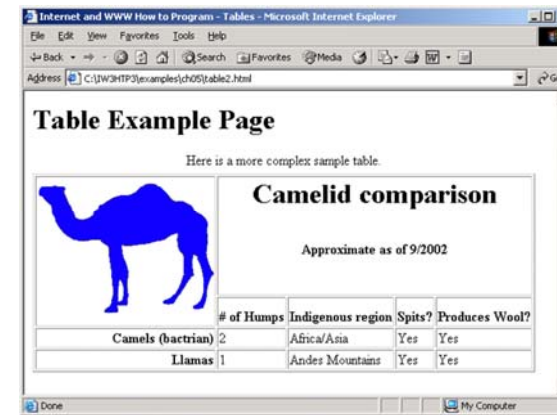 Internet and WWW How to Program - Tables - Microsoft Internet Explorer
File Edit View Favorites Tools Help
Back Search Favorites Media
Address C:\IW3HTP3\examples\ch05\table2.html Go
Table Example Page
Here is a more complex sample table.
Camelid comparison
Approximate as of 9/2002
# of Humps Indigenous region Spits? Produces Wool?
Camels (bactrian) 2 Africa/Asia Yes Yes
Llamas 1 Andes Mountains Yes Yes
Done My Computer